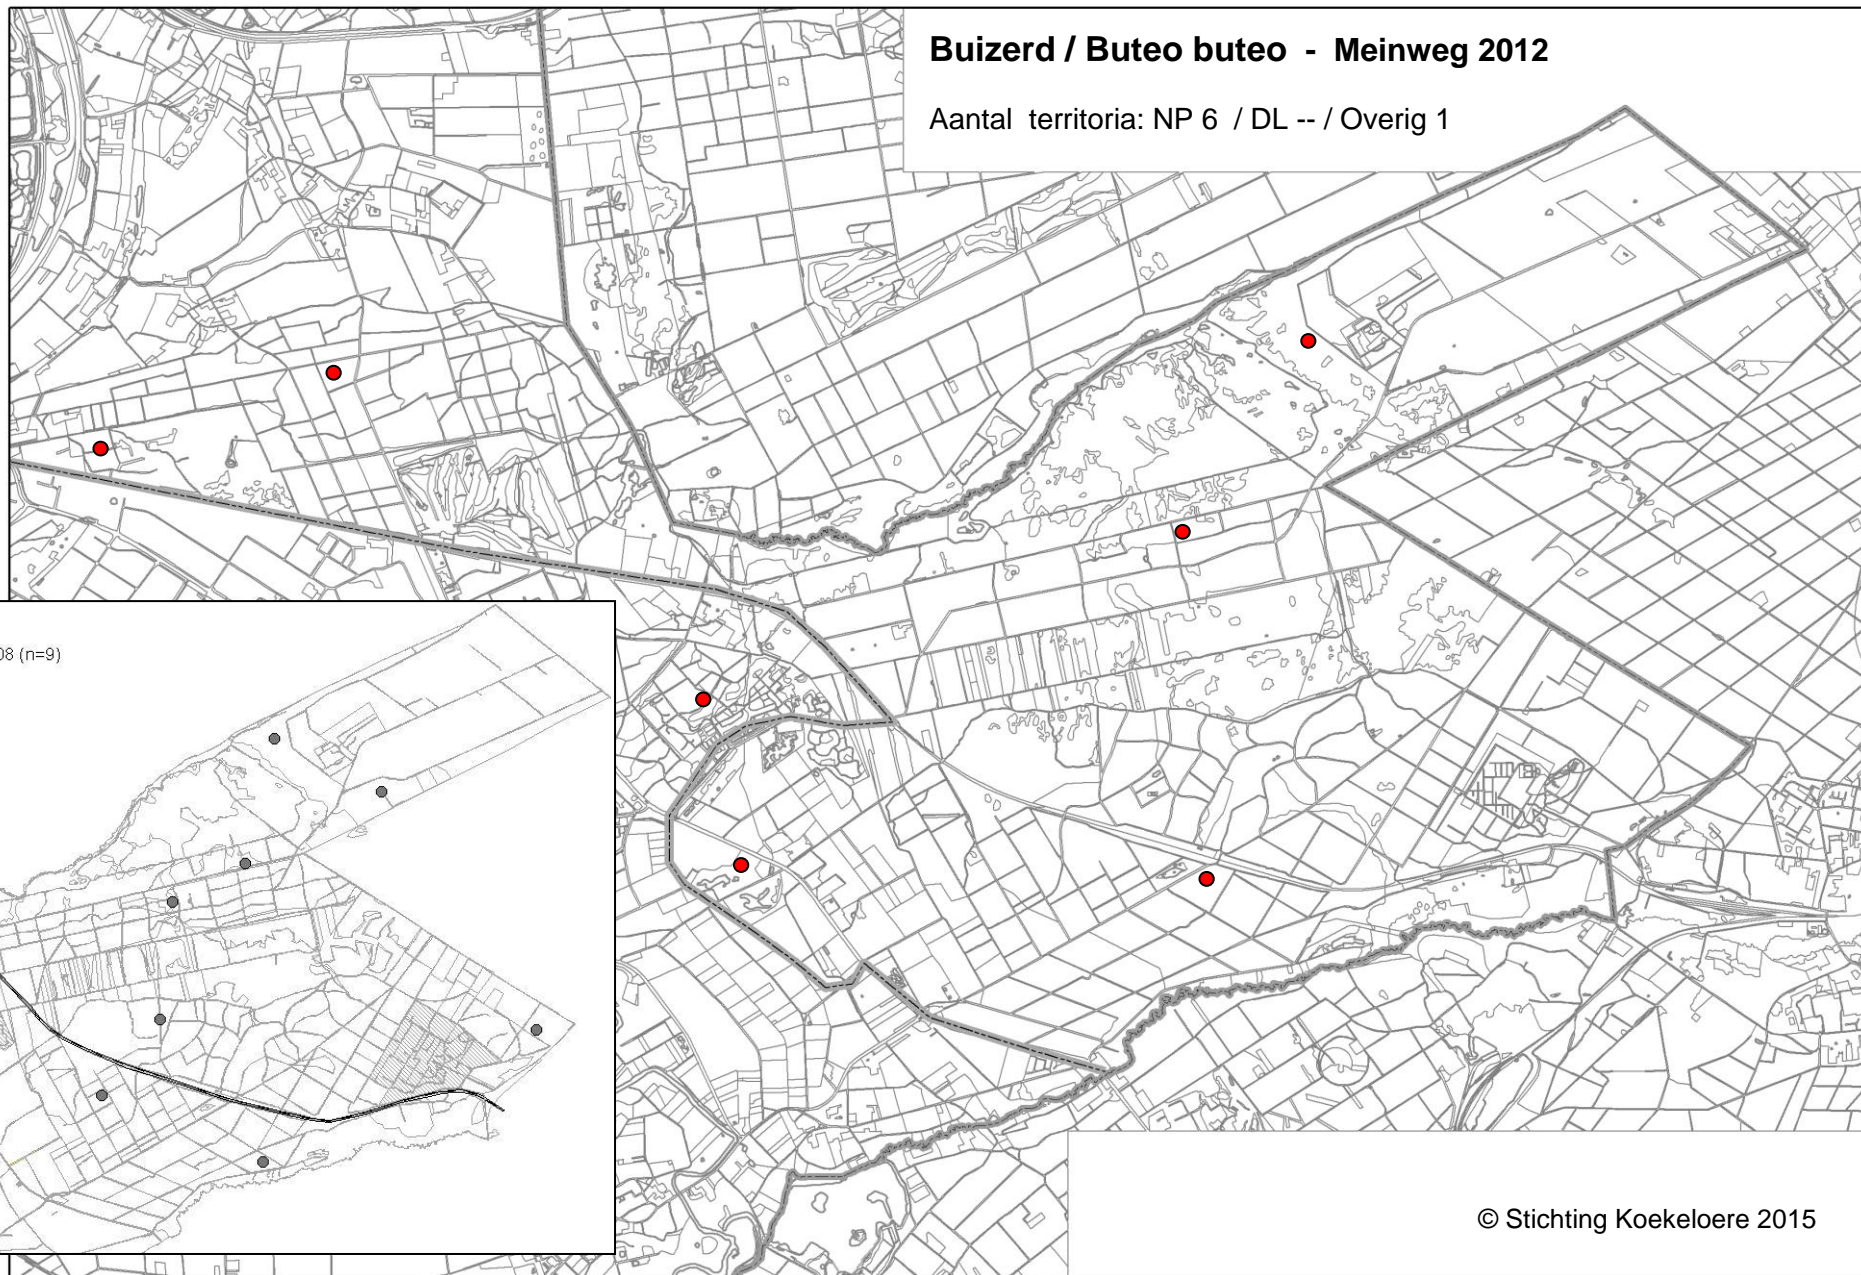 Buizerd / Buteo buteo - Meinweg 2012
Aantal territoria: NP 6 / DL -- / Overig 1
08 (n=9)
© Stichting Koekeloere 2015